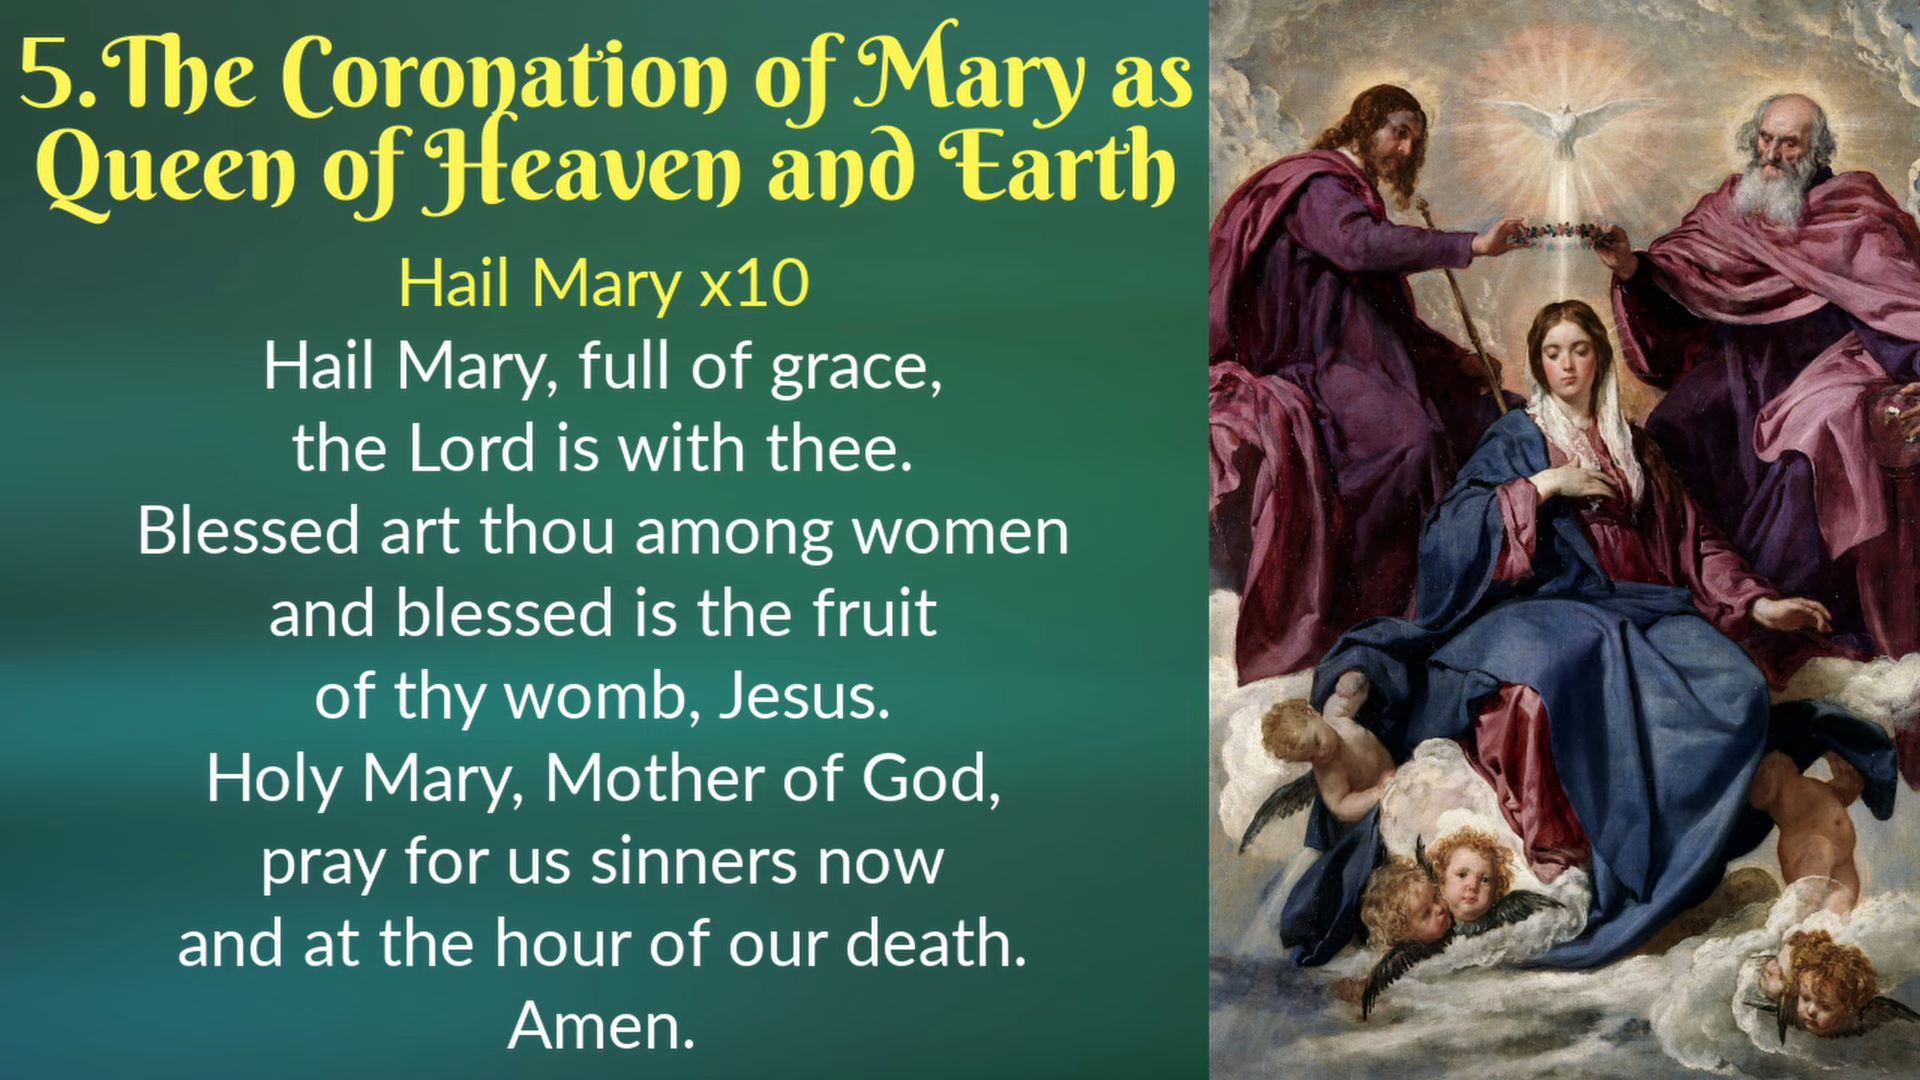 5.The Coronation of Mary as
Queen of Heaven and Earth
Hail Mary x10
Hail Mary, full of grace,
the Lord is with thee.
Blessed art thou among women
and blessed is the fruit
of thy womb, Jesus.
Holy Mary, Mother of God,
pray for us sinners now
and at the hour of our death.
Amen.